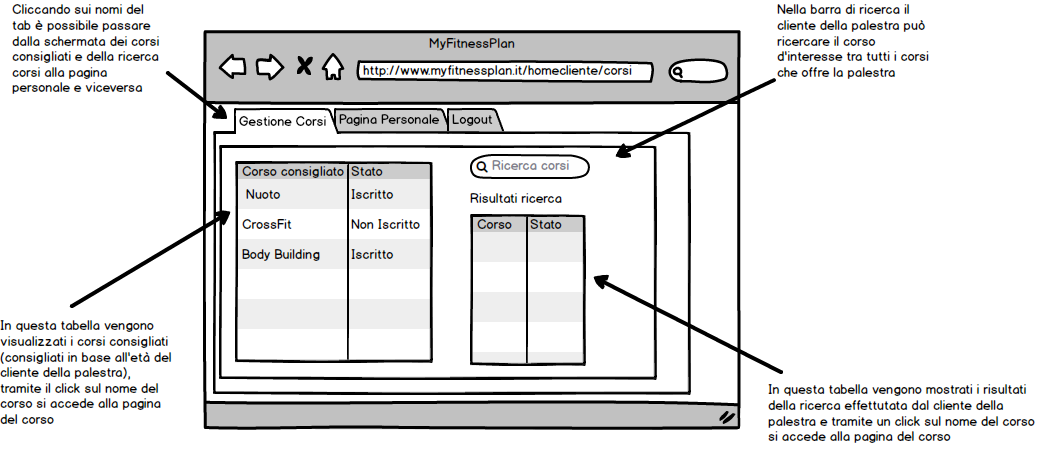 Cliccando sui nomi del
tab è possibile passare
dalla schermata dei corsi
consigliati e della ricerca
corsi alla pagina
personale e viceversa
Nella barra di ricerca il
cliente della palestra può
ricercare il corso
d'interesse tra tutti i corsi
che offre la palestra
MyFitnessPlan
http://www.myfitnessplan.it/homecliente/corsi
Gestione Corsi
Pagina Personale
Logout
Corso consigliato Stato
Nuoto Iscritto
CrossFit Non Iscritto
Body Building Iscritto
Ricerca corsi
Risultati ricerca
Corso Stato
In questa tabella vengono
visualizzati i corsi consigliati
(consigliati in base all'età del
cliente della palestra),
tramite il click sul nome del
corso si accede alla pagina
del corso
In questa tabella vengono mostrati i risultati
della ricerca effettutata dal cliente della
palestra e tramite un click sul nome del corso
si accede alla pagina del corso